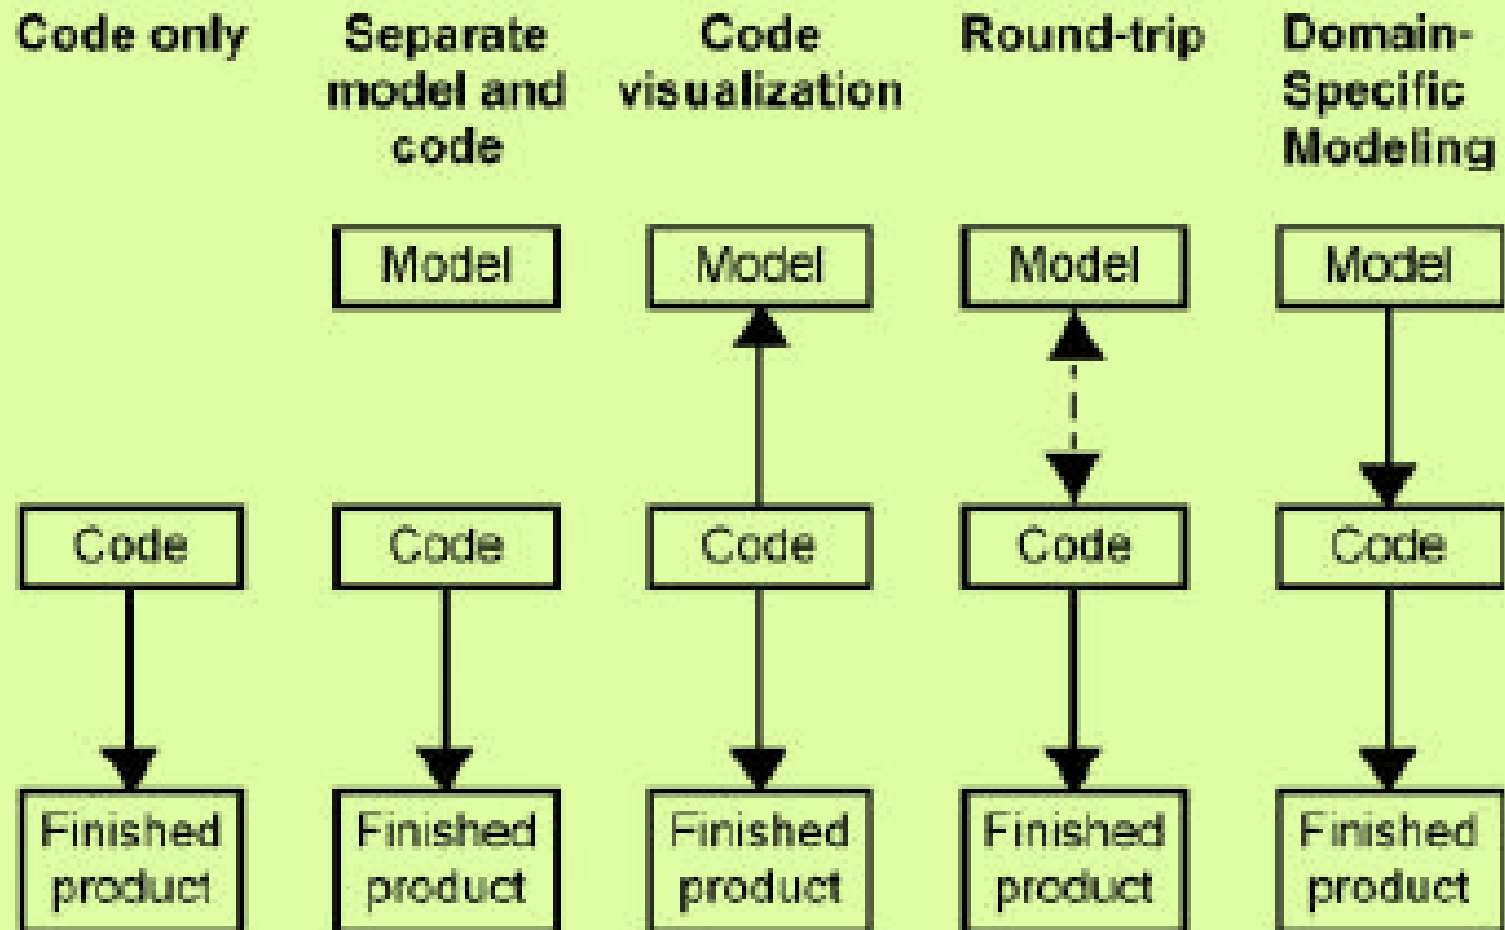 Code only
Separate
model and
code
Code
visualization
Round-trip
Domain-
Specific
Modeling
Model
Model
Model
Model
Code
Code
Code
Code
Code
Finished
product
Finished
product
Finished
product
Finished
product
Finished
product